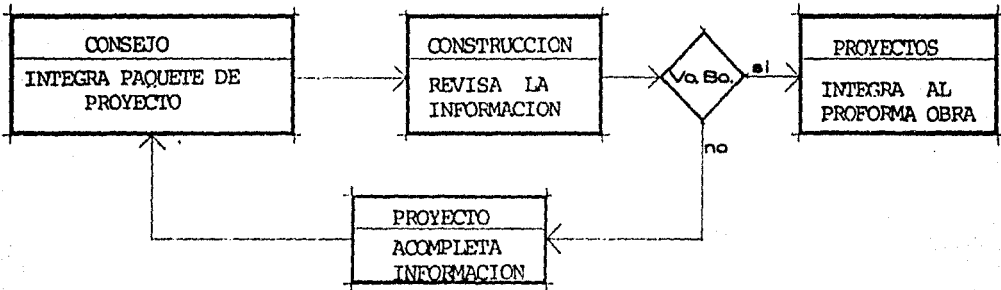 CONSEJO
INTEGRA PAQUETE DE
PROYECTO
CONSTRUCCION
REVISA LA
INFORMACION
Vo. Bo.
si
no
PROYECTOS
INTEGRA AL
PROFORMA OBRA
PROYECTO
ACOMPLETA
INFORMACION